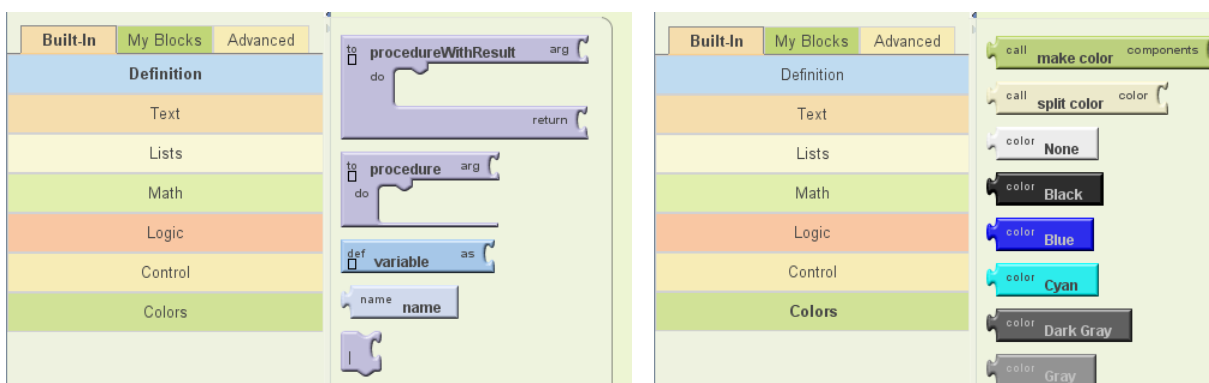 Built-In My Blocks Advanced
Definition
Text
Lists
Math
Logic
Control
Colors
to procedureWithResult arg
do
return
to procedure arg
do
def variable as
name name
Built-In My Blocks Advanced
Definition
Text
Lists
Math
Logic
Control
Colors
call make color components
call split color color
color None
color Black
color Blue
color Cyan
color Dark Gray
color Gray